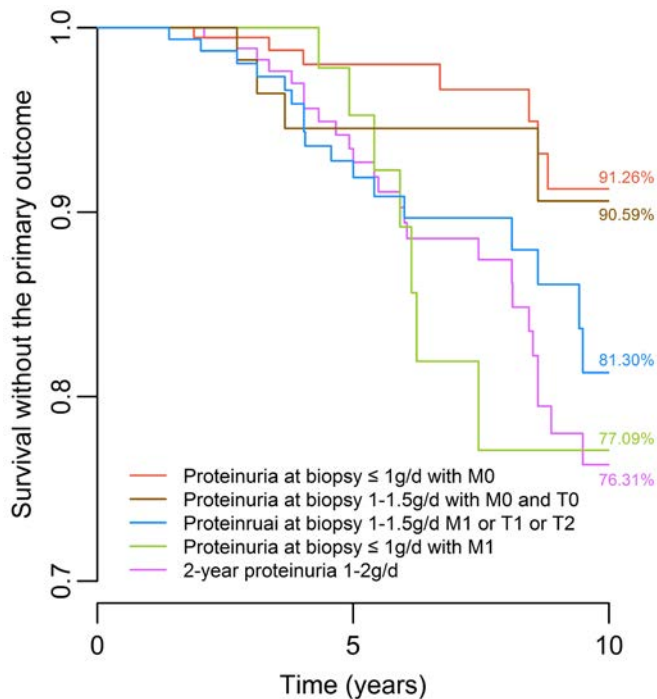 Survival without the primary outcome
1.0
0.9
0.8
0.7
91.26%
90.59%
81.30%
77.09%
76.31%
Proteinuria at biopsy ≤ 1g/d with M0
Proteinuria at biopsy 1-1.5g/d with M0 and T0
Proteinruai at biopsy 1-1.5g/d M1 or T1 or T2
Proteinuria at biopsy ≤ 1g/d with M1
2-year proteinuria 1-2g/d
0 5 10
Time (years)